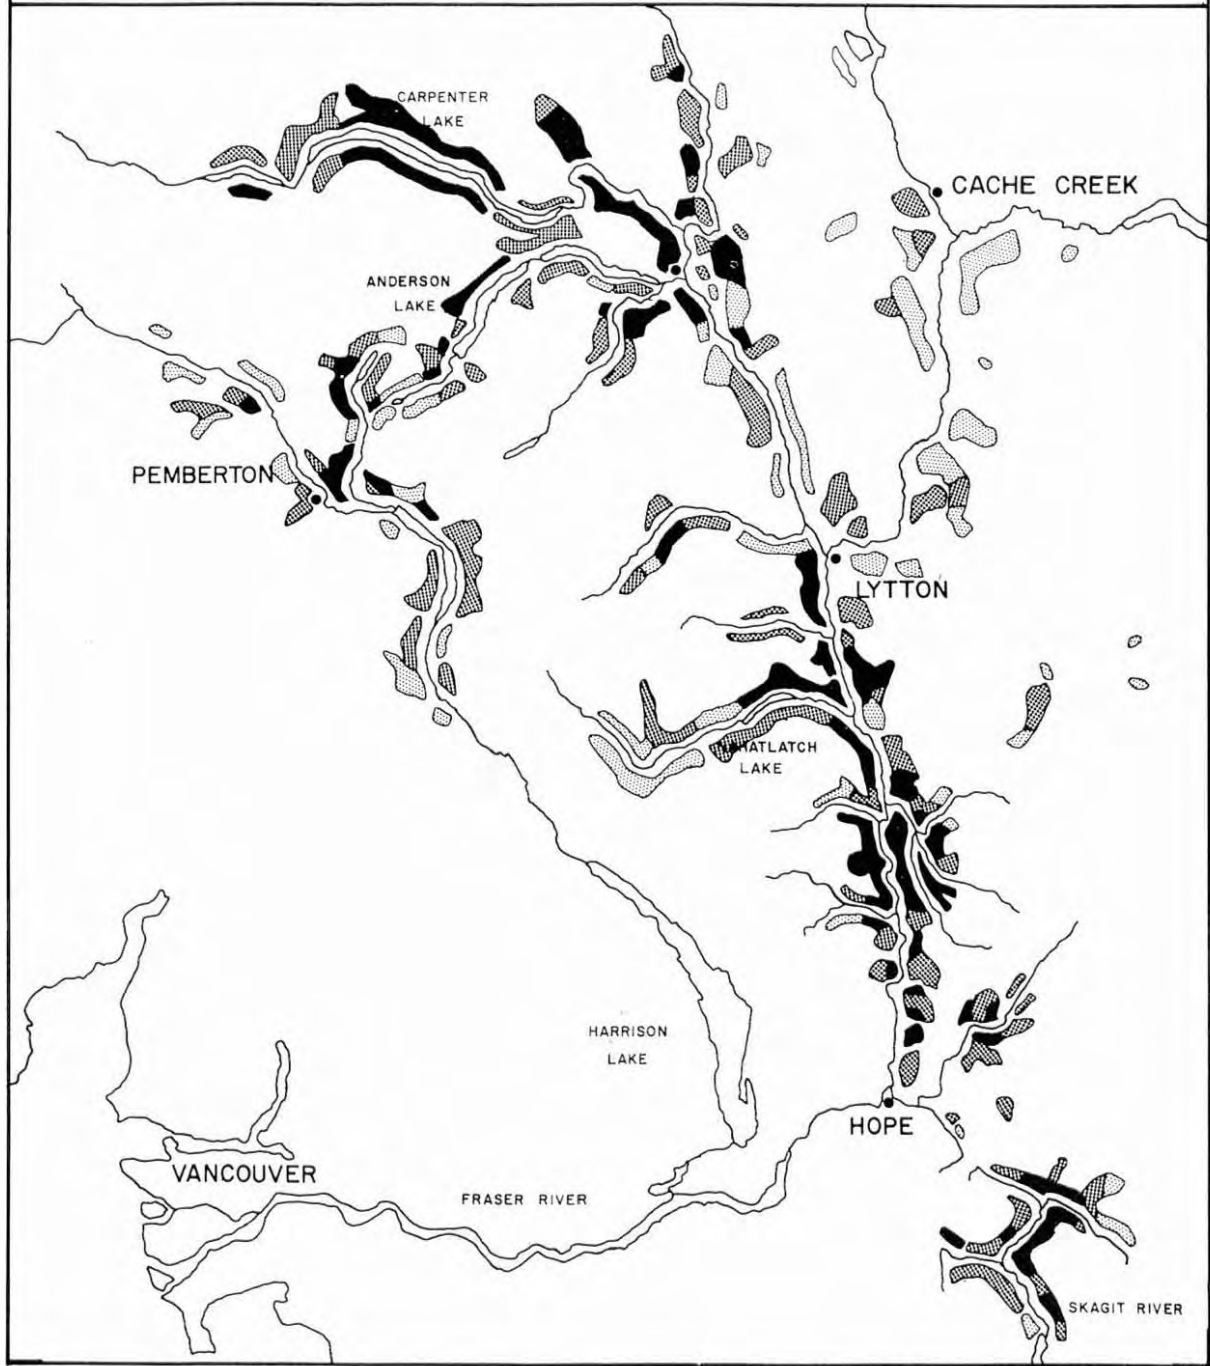 CARPENTER
LAKE
CACHE CREEK
ANDERSON
LAKE
PEMBERTON
LYTTON
LAKE
HARRISON
LAKE
HOPE
VANCOUVER
FRASER RIVER
SKAGIT RIVER